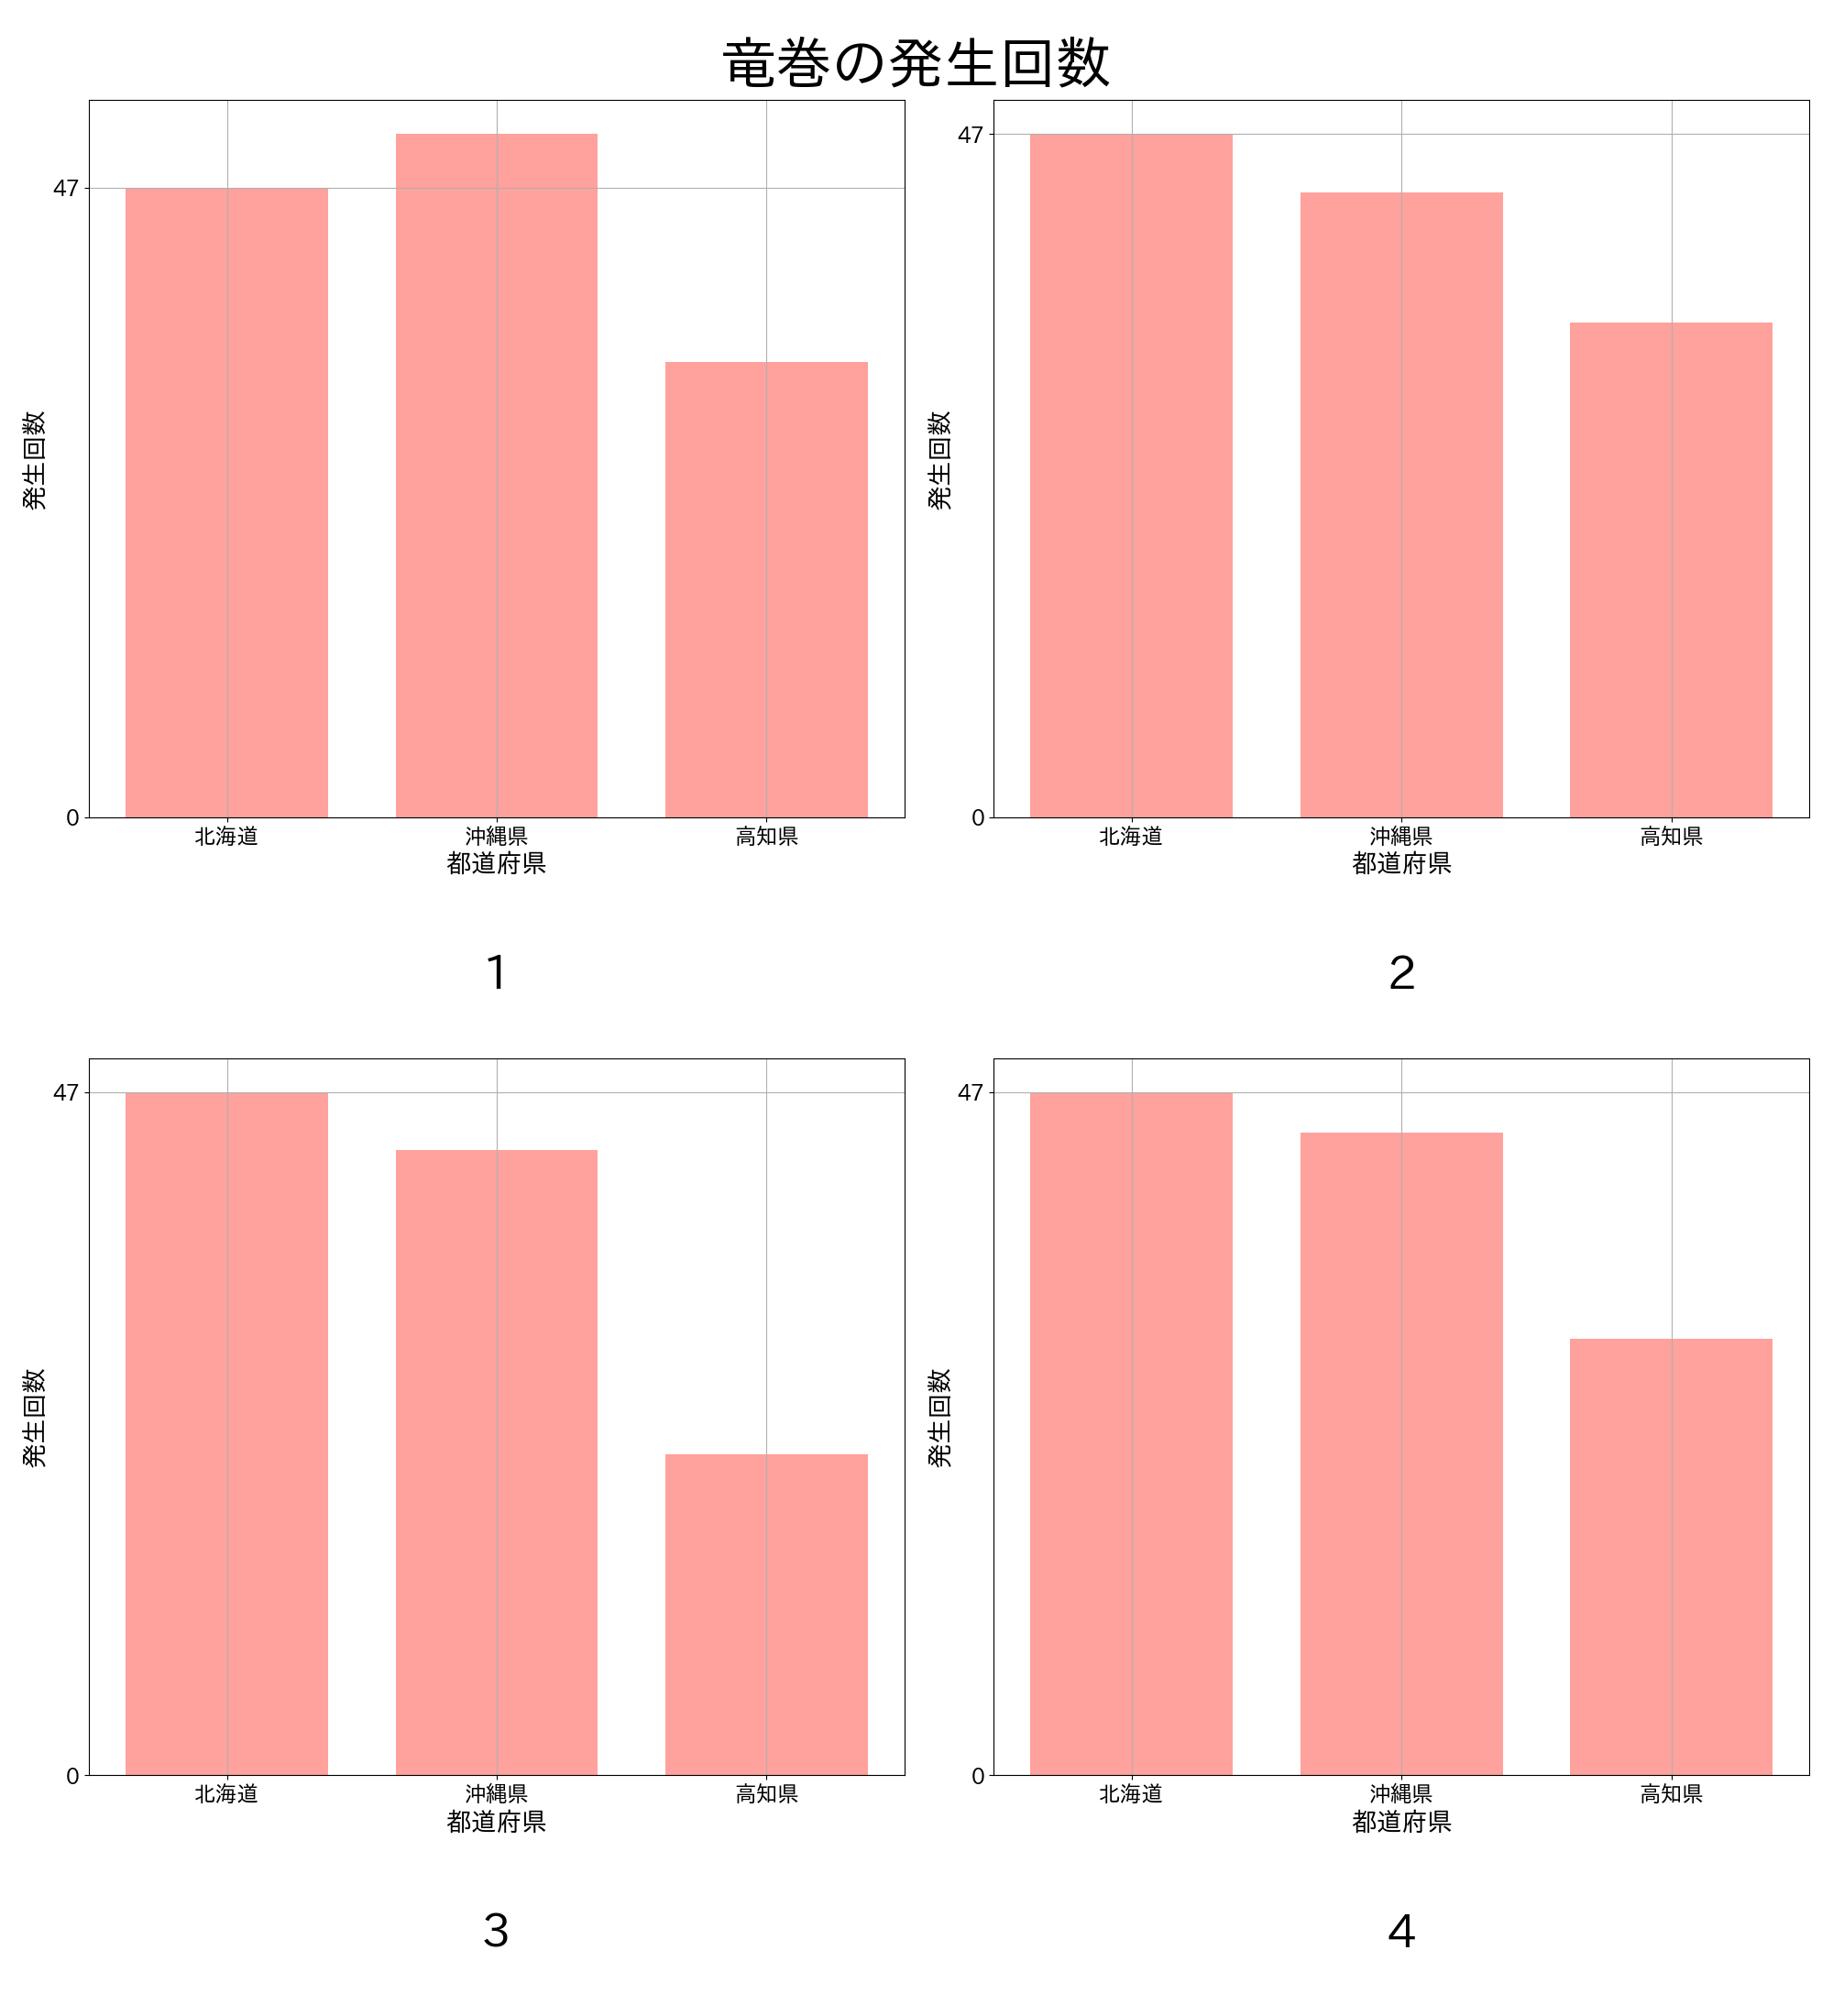 竜巻の発生回数
47
0
発生回数
北海道 沖縄県 高知県
都道府県
1
47
0
発生回数
北海道 沖縄県 高知県
都道府県
2
47
0
発生回数
北海道 沖縄県 高知県
都道府県
3
47
0
発生回数
北海道 沖縄県 高知県
都道府県
4